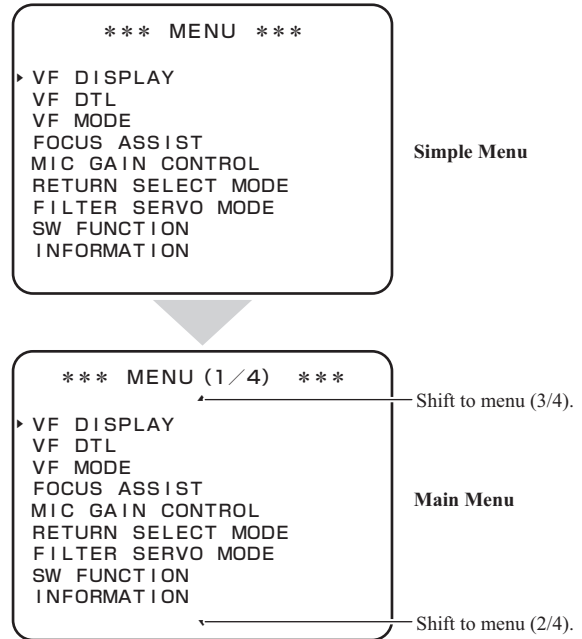 *** MENU ***
VF DISPLAY
VF DTL
VF MODE
FOCUS ASSIST
MIC GAIN CONTROL
RETURN SELECT MODE
FILTER SERVO MODE
SW FUNCTION
INFORMATION
Simple Menu
*** MENU (1/4) ***
Shift to menu (3/4).
VF DISPLAY
VF DTL
VF MODE
FOCUS ASSIST
MIC GAIN CONTROL
RETURN SELECT MODE
FILTER SERVO MODE
SW FUNCTION
INFORMATION
Main Menu
Shift to menu (2/4).